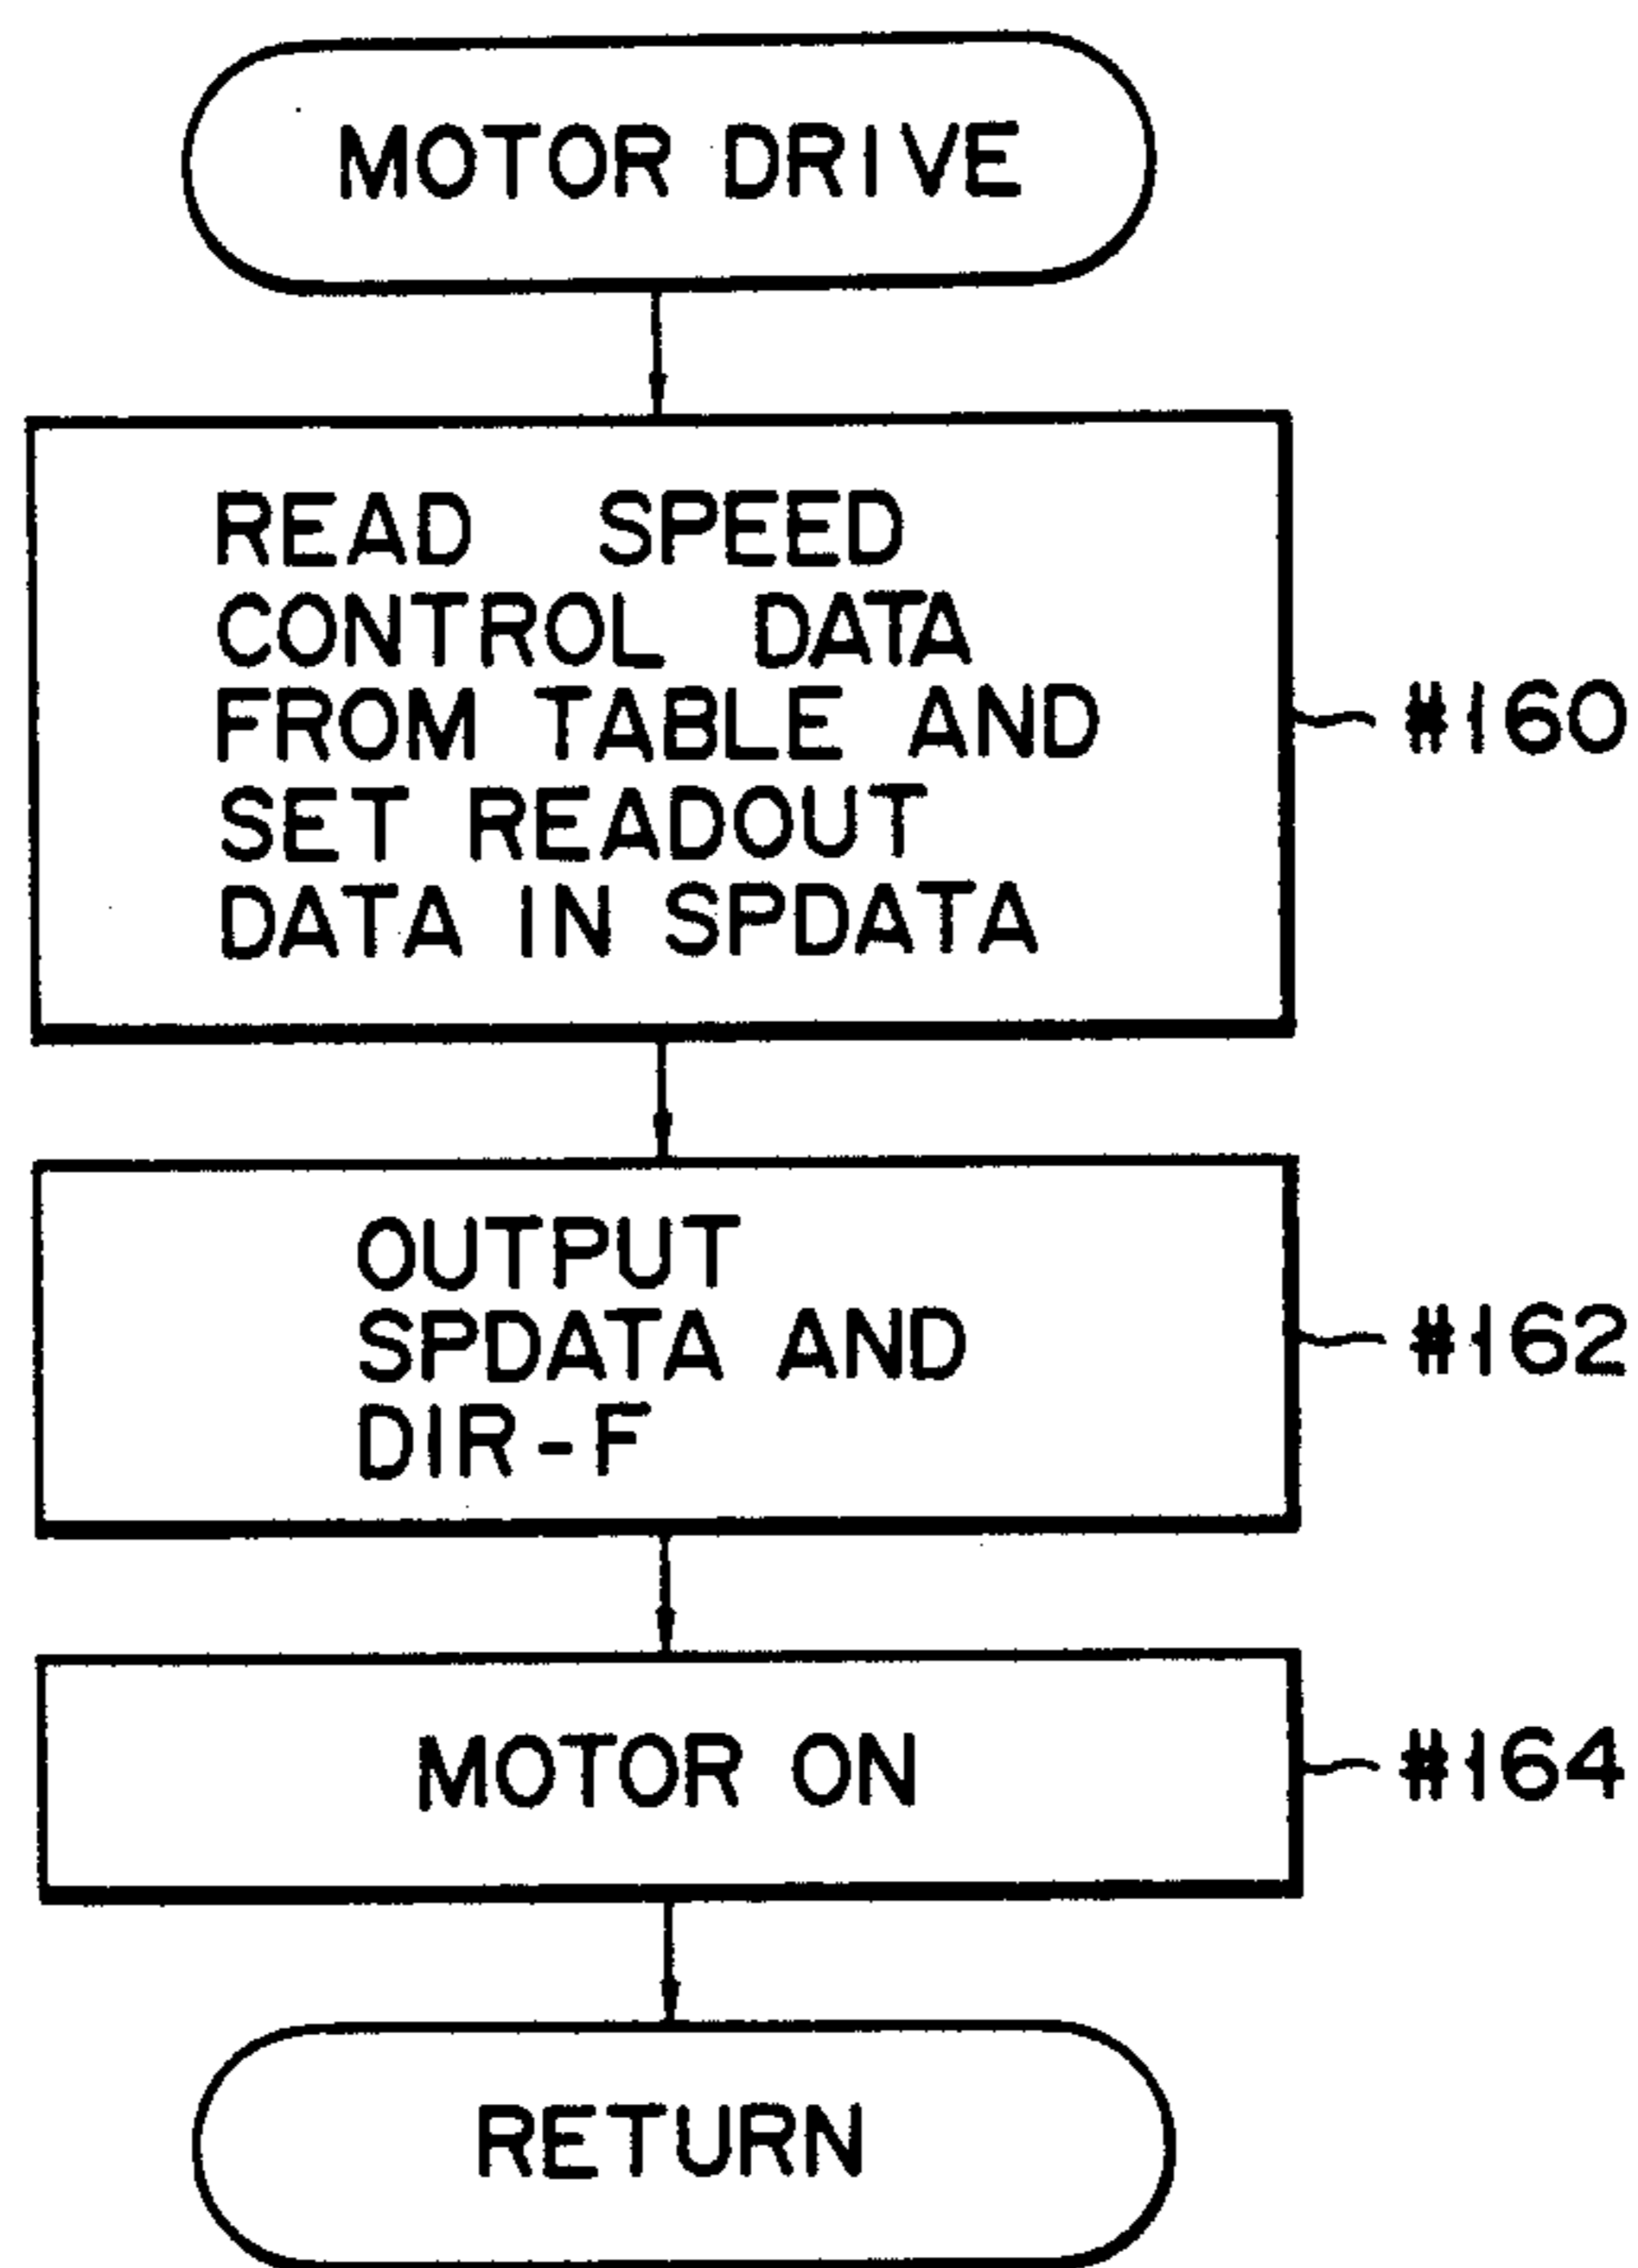 MOTOR DRIVE
READ SPEED
CONTROL DATA
FROM TABLE AND
SET READOUT
DATA IN SPDATA
#160
OUTPUT
SPDATA AND
DIR-F
#162
MOTOR ON
#164
RETURN